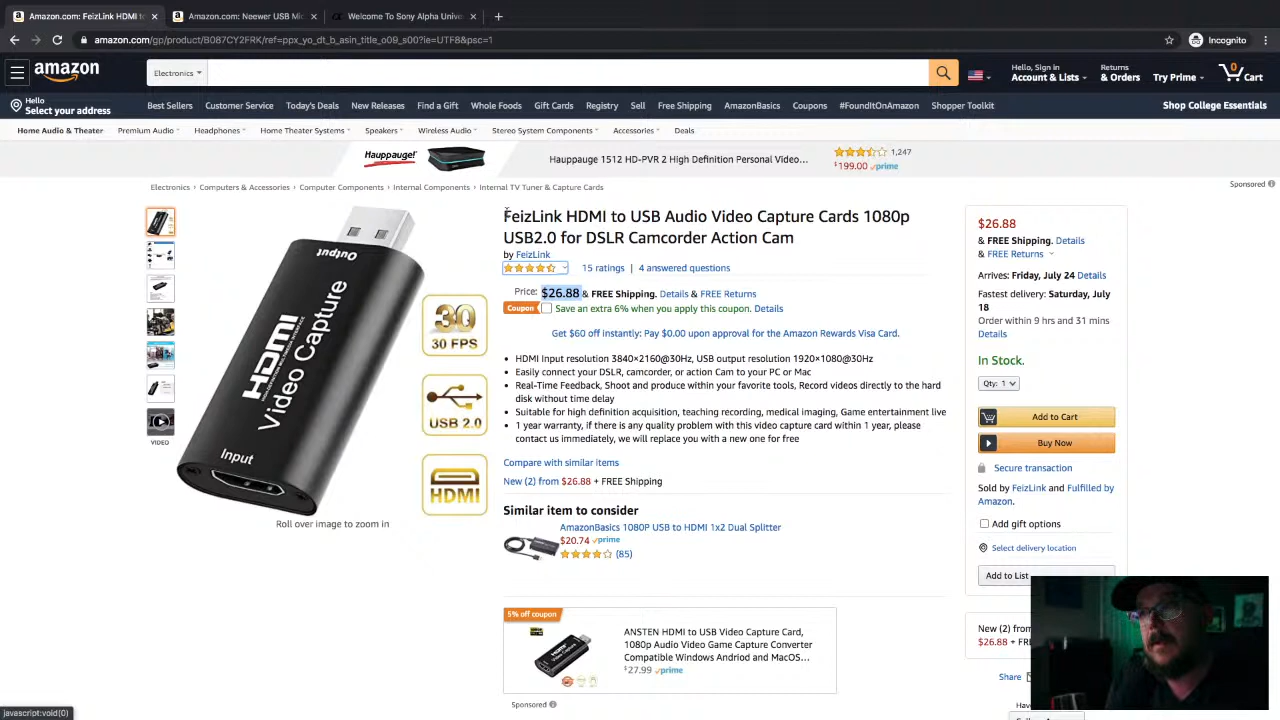 Amazon.com: FeizLink HDMI to
Amazon.com: Neewer USB Mic
Welcome To Sony Alpha Unive
amazon.com/gp/product/B087CY2FRK/ref=ppx_yo_dt_b_asin_title_o09_s00?ie=UTF8&psc=1
Incognito
amazon
Electronics
Hello, Sign in
Account & Lists
Returns
& Orders
Try Prime
0
Cart
Hello
Select your address
Best Sellers
Customer Service
Today's Deals
New Releases
Find a Gift
Whole Foods
Gift Cards
Registry
Sell
Free Shipping
AmazonBasics
Coupons
#FoundItOnAmazon
Shopper Toolkit
Shop College Essentials
Home Audio & Theater
Premium Audio
Headphones
Home Theater Systems
Speakers
Wireless Audio
Stereo System Components
Accessories
Deals
Hauppauge!
Hauppauge 1512 HD-PVR 2 High Definition Personal Video...
1,247
$199.00 prime
Electronics › Computers & Accessories › Computer Components › Internal Components › Internal TV Tuner & Capture Cards
Sponsored
Output
HDMI
Video Capture
Input
30
30 FPS
USB 2.0
HDMI
VIDEO
Roll over image to zoom in
FeizLink HDMI to USB Audio Video Capture Cards 1080p
USB2.0 for DSLR Camcorder Action Cam
by FeizLink
15 ratings | 4 answered questions
Price: $26.88 & FREE Shipping. Details & FREE Returns
Coupon Save an extra 6% when you apply this coupon. Details
Get $60 off instantly: Pay $0.00 upon approval for the Amazon Rewards Visa Card.
• HDMI Input resolution 3840×2160@30Hz, USB output resolution 1920×1080@30Hz
• Easily connect your DSLR, camcorder, or action Cam to your PC or Mac
• Real-Time Feedback, Shoot and produce within your favorite tools, Record videos directly to the hard
disk without time delay
• Suitable for high definition acquisition, teaching recording, medical imaging, Game entertainment live
• 1 year warranty, if there is any quality problem with this video capture card within 1 year, please
contact us immediately, we will replace you with a new one for free
Compare with similar items
New (2) from $26.88 + FREE Shipping
Similar item to consider
AmazonBasics 1080P USB to HDMI 1x2 Dual Splitter
$20.74 prime
(85)
5% off coupon
ANSTEN HDMI to USB Video Capture Card,
1080p Audio Video Game Capture Converter
Compatible Windows Andriod and MacOS...
$27.99 prime
Sponsored
$26.88
& FREE Shipping. Details
& FREE Returns
Arrives: Friday, July 24 Details
Fastest delivery: Saturday, July
18
Order within 9 hrs and 31 mins
Details
In Stock.
Qty: 1
Add to Cart
Buy Now
Secure transaction
Sold by FeizLink and Fulfilled by
Amazon.
Add gift options
Select delivery location
Add to List
New (2) from
$26.88 + FR
Share
Hav
javascript:void(0)